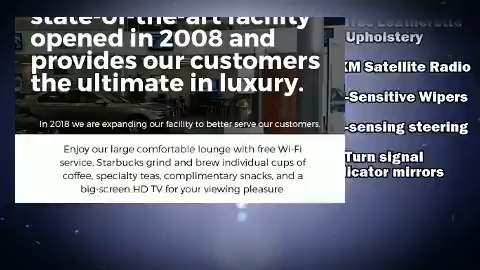 state-of-the-art facility
opened in 2008 and
provides our customers
the ultimate in luxury.
In 2018 we are expanding our facility to better serve our customers.
Enjoy our large comfortable lounge with free Wi-Fi
service, Starbucks grind and brew individual cups of
coffee, specialty teas, complimentary snacks, and a
big-screen HD TV for your viewing pleasure
Leatherette
Upholstery
XM Satellite Radio
-Sensitive Wipers
-sensing steering
Turn signal
licator mirrors